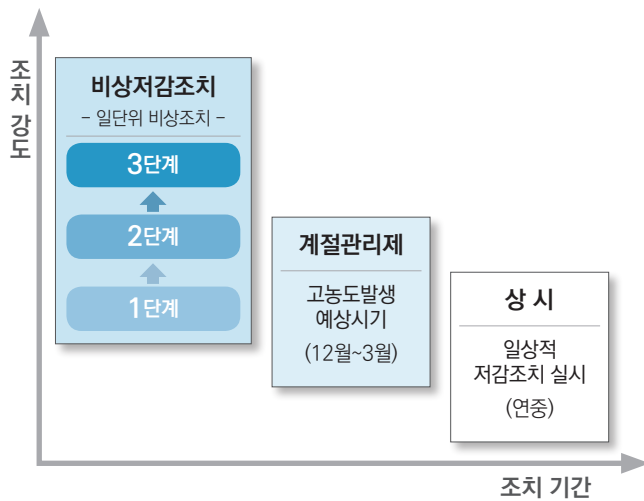 조치 강도
비상저감조치
– 일단위 비상조치 –
3단계
2단계
1단계
계절관리제
고농도발생
예상시기
(12월~3월)
상 시
일상적
저감조치 실시
(연중)
조치 기간